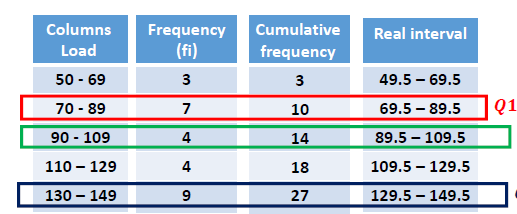 Columns Load Frequency (fi) Cumulative frequency Real interval
50 - 69 3 3 49.5 – 69.5
70 - 89 7 10 69.5 – 89.5 Q1
90 - 109 4 14 89.5 – 109.5
110 – 129 4 18 109.5 – 129.5
130 – 149 9 27 129.5 – 149.5